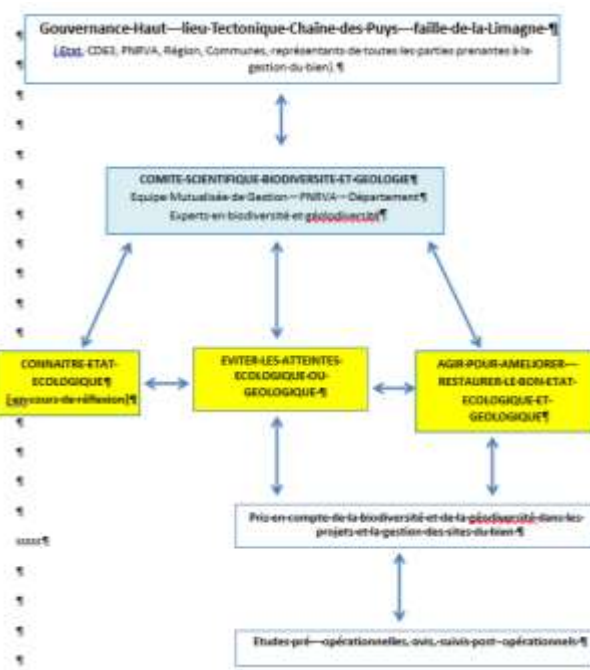 Gouvernance Haut – lieu Tectonique Chaîne des Puys – faille de la Limagne ¶
(Etat, CD63, PNRVA, Région, Communes, représentants de toutes les parties prenantes à la
gestion du bien). ¶
COMITE SCIENTIFIQUE BIODIVERSITE ET GEOLOGIE¶
Equipe Mutualisée de Gestion – PNRVA – Département¶
Experts en biodiversité et géodiversité¶
CONNAITRE ETAT
ECOLOGIQUE¶
(en cours de réflexion)¶
EVITER LES ATTEINTES
ECOLOGIQUE OU
GEOLOGIQUE ¶
AGIR POUR AMELIORER –
RESTAURER LE BON ETAT
ECOLOGIQUE ET
GEOLOGIQUE¶
Pris en compte de la biodiversité et de la géodiversité dans les
projets et la gestion des sites du bien ¶
Etudes pré – opérationnelles, avis, suivis post-opérationnels ¶